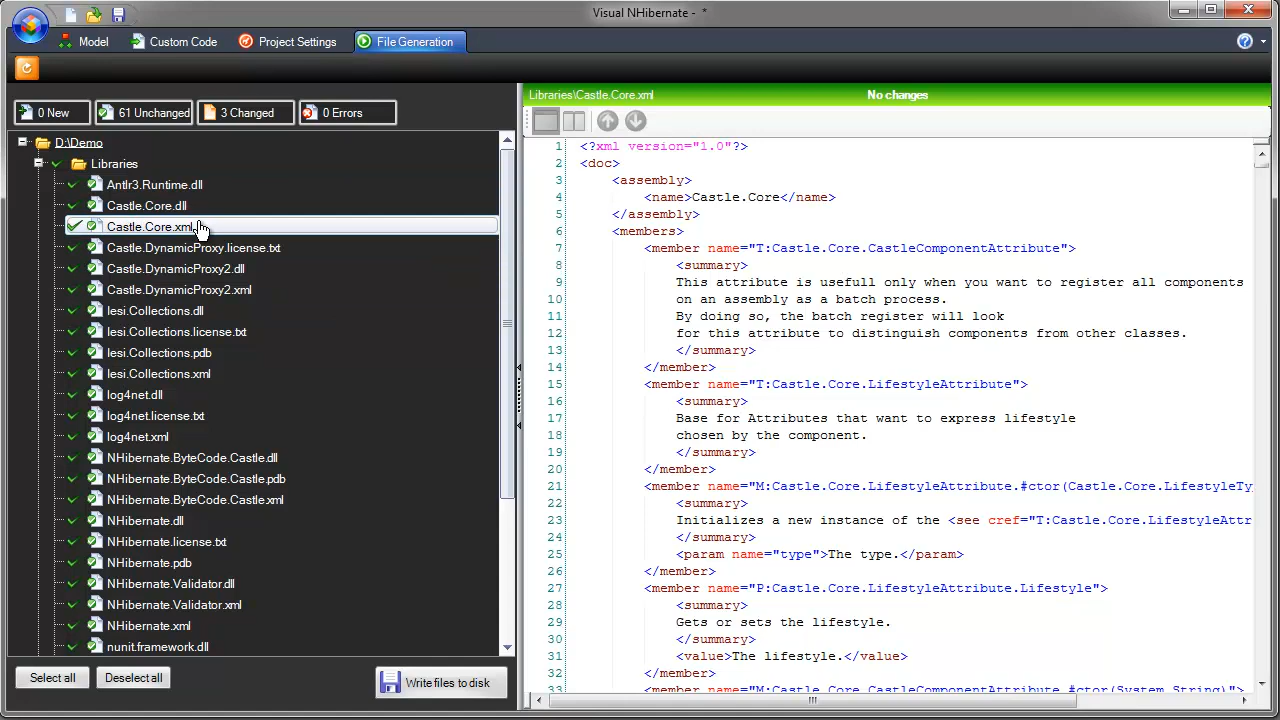 Visual NHibernate - *
Model
Custom Code
Project Settings
File Generation
0 New
61 Unchanged
3 Changed
0 Errors
D:\Demo
Libraries
Antlr3.Runtime.dll
Castle.Core.dll
Castle.Core.xml
Castle.DynamicProxy.license.txt
Castle.DynamicProxy2.dll
Castle.DynamicProxy2.xml
Iesi.Collections.dll
Iesi.Collections.license.txt
Iesi.Collections.pdb
Iesi.Collections.xml
log4net.dll
log4net.license.txt
log4net.xml
NHibernate.ByteCode.Castle.dll
NHibernate.ByteCode.Castle.pdb
NHibernate.ByteCode.Castle.xml
NHibernate.dll
NHibernate.license.txt
NHibernate.pdb
NHibernate.Validator.dll
NHibernate.Validator.xml
NHibernate.xml
nunit.framework.dll
Select all
Deselect all
Write files to disk
Libraries\Castle.Core.xml
No changes
1 <?xml version="1.0"?>
2 <doc>
3 <assembly>
4 <name>Castle.Core</name>
5 </assembly>
6 <members>
7 <member name="T:Castle.Core.CastleComponentAttribute">
8 <summary>
9 This attribute is usefull only when you want to register all components
10 on an assembly as a batch process.
11 By doing so, the batch register will look
12 for this attribute to distinguish components from other classes.
13 </summary>
14 </member>
15 <member name="T:Castle.Core.LifestyleAttribute">
16 <summary>
17 Base for Attributes that want to express lifestyle
18 chosen by the component.
19 </summary>
20 </member>
21 <member name="M:Castle.Core.LifestyleAttribute.#ctor(Castle.Core.LifestyleTy
22 <summary>
23 Initializes a new instance of the <see cref="T:Castle.Core.LifestyleAttr
24 </summary>
25 <param name="type">The type.</param>
26 </member>
27 <member name="P:Castle.Core.LifestyleAttribute.Lifestyle">
28 <summary>
29 Gets or sets the lifestyle.
30 </summary>
31 <value>The lifestyle.</value>
32 </member>
33 <member name="M:Castle.Core.CastleComponentAttribute.#ctor(System.String)">